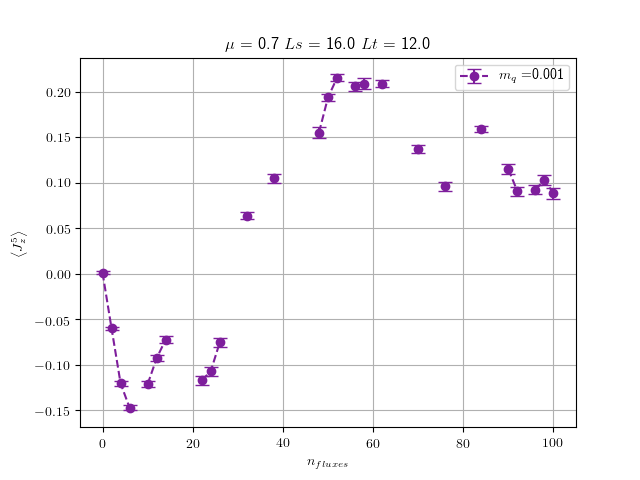 μ = 0.7 Ls = 16.0 Lt = 12.0
m_q =0.001
⟨J_z^5⟩
0.20
0.15
0.10
0.05
0.00
−0.05
−0.10
−0.15
0 20 40 60 80 100
n_fluxes